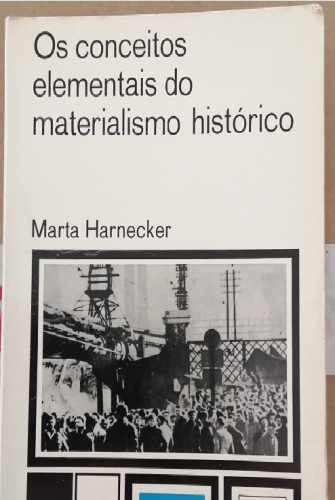 Os conceitos
elementais do
materialismo histórico
Marta Harnecker